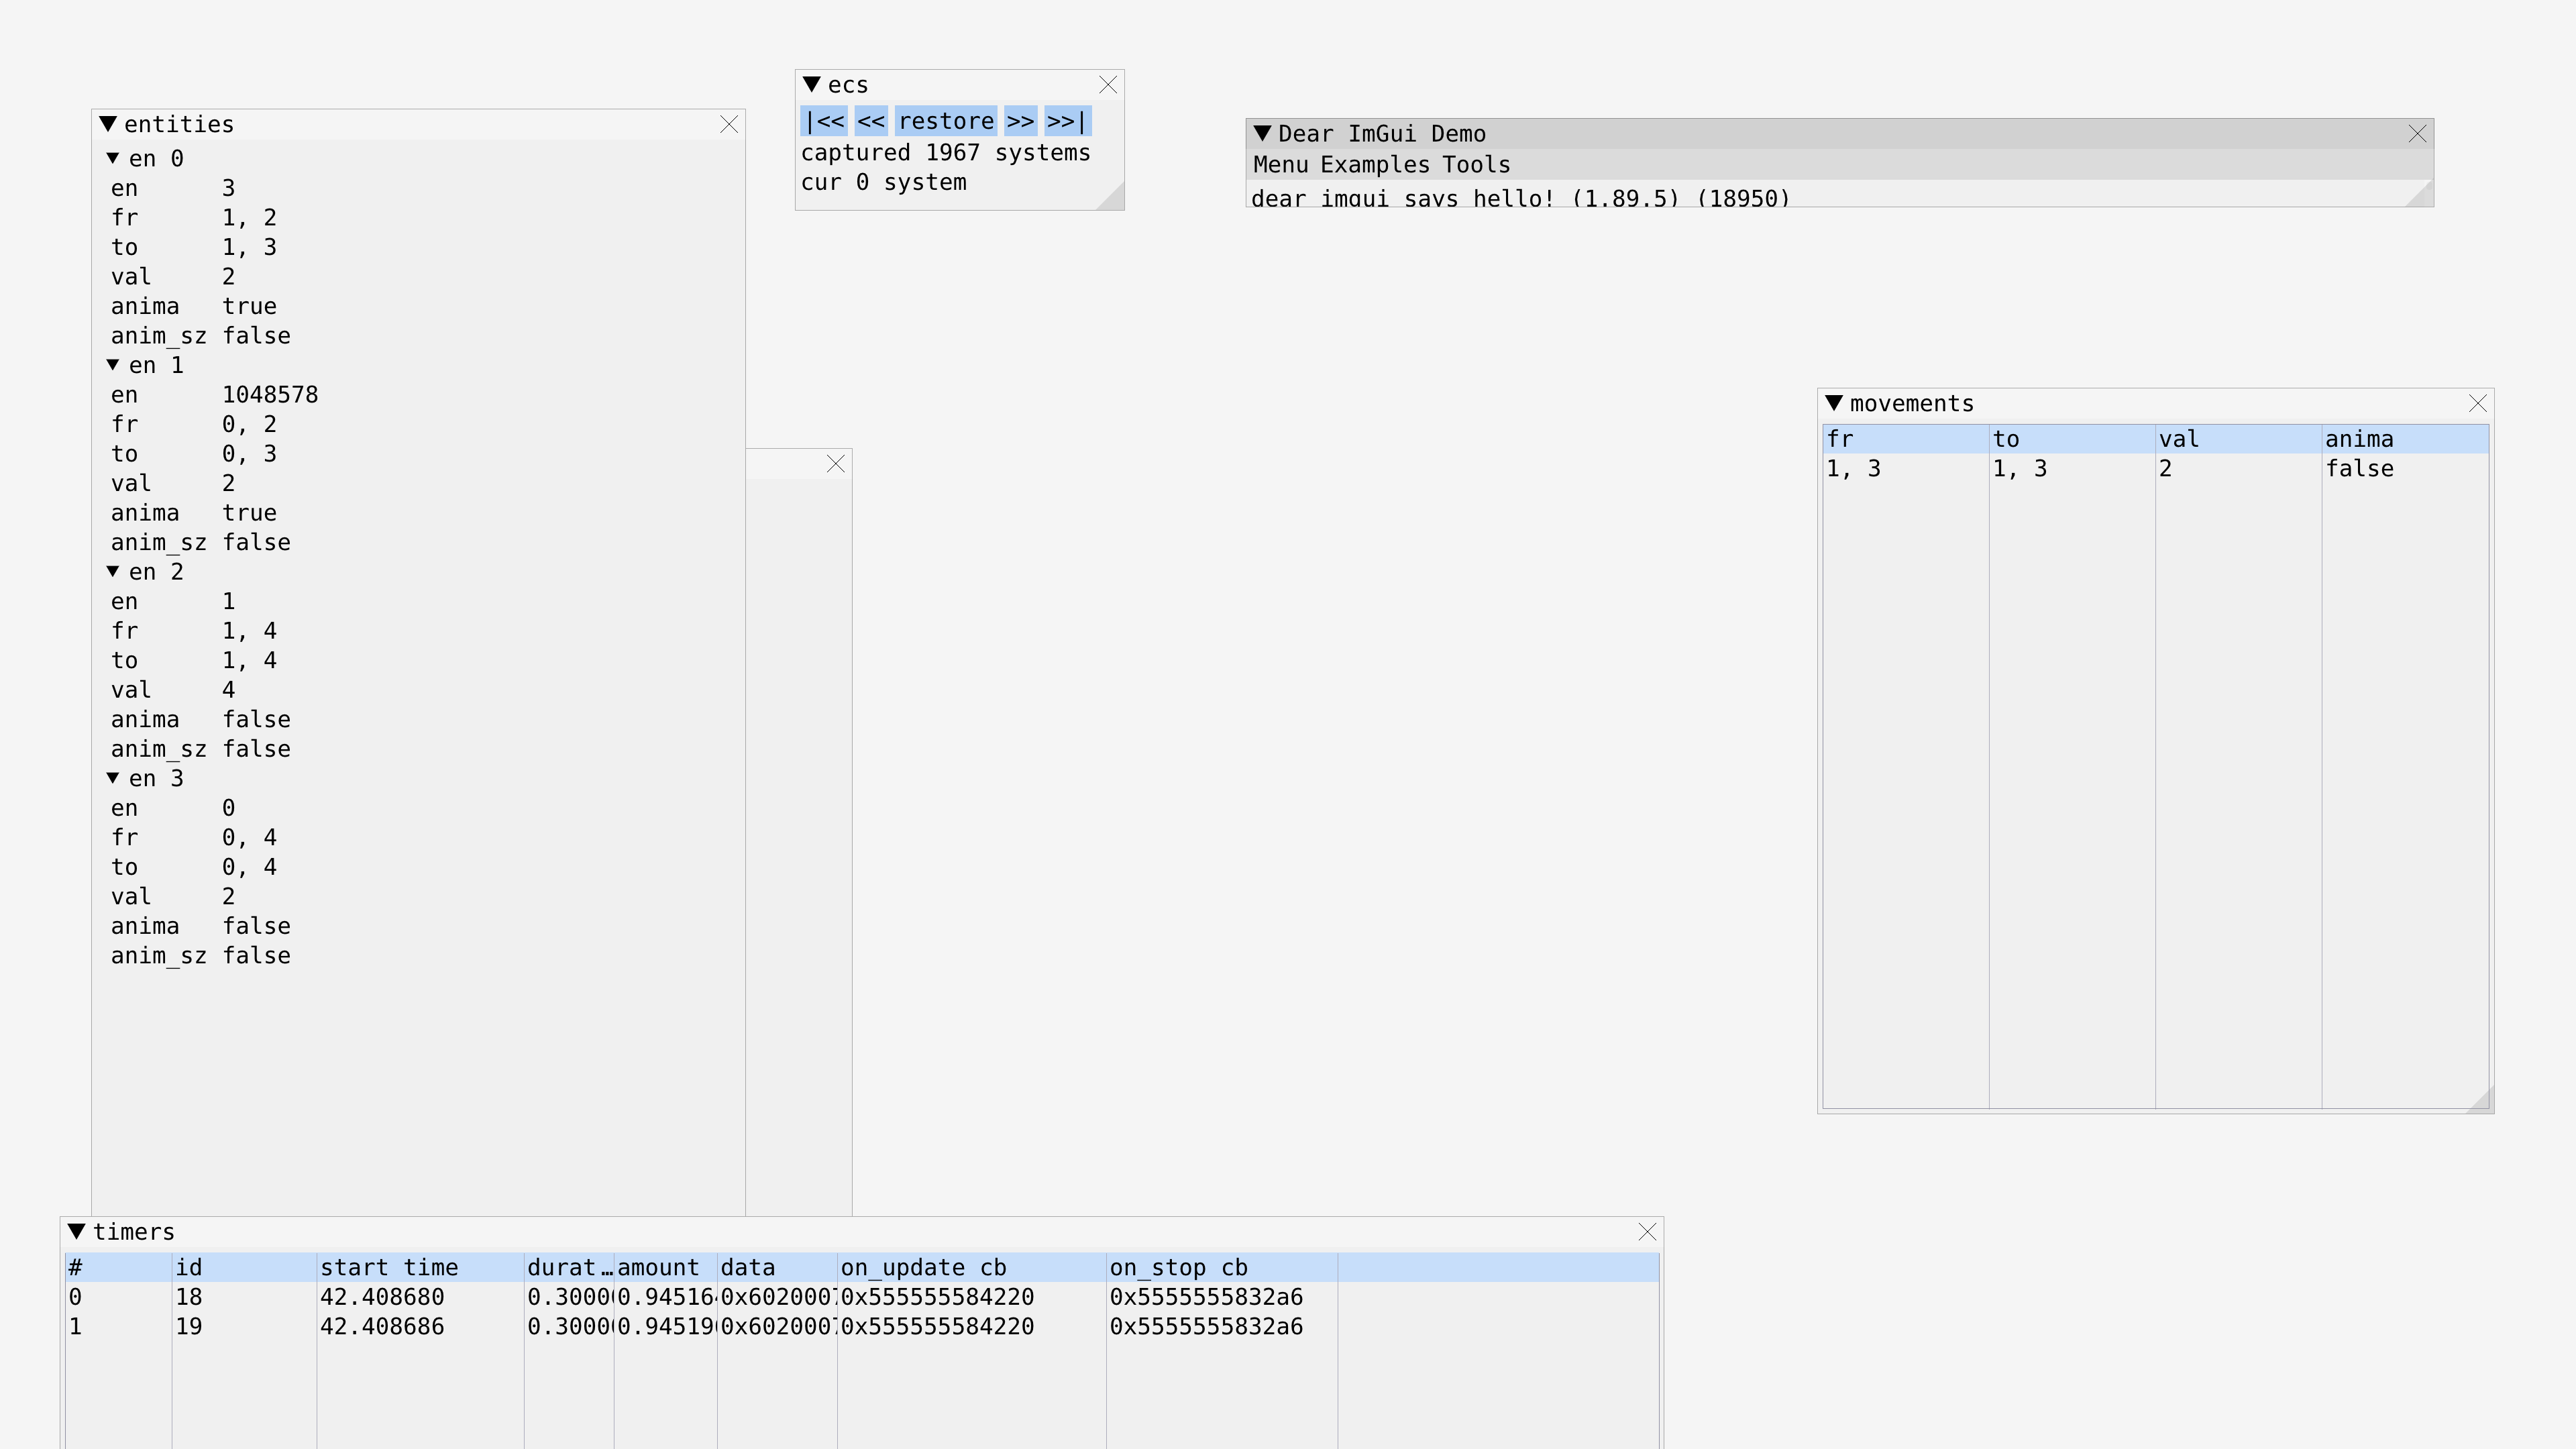 ecs
|<< << restore >> >>|
captured 1967 systems
cur 0 system
entities
en 0
en 3
fr 1, 2
to 1, 3
val 2
anima true
anim_sz false
en 1
en 1048578
fr 0, 2
to 0, 3
val 2
anima true
anim_sz false
en 2
en 1
fr 1, 4
to 1, 4
val 4
anima false
anim_sz false
en 3
en 0
fr 0, 4
to 0, 4
val 2
anima false
anim_sz false
Dear ImGui Demo
Menu Examples Tools
dear imgui says hello! (1.89.5) (18950)
movements
fr to val anima
1, 3 1, 3 2 false
timers
# id start time durat… amount data on_update cb on_stop cb
0 18 42.408680 0.3000 0.94516 0x6020007 0x555555584220 0x5555555832a6
1 19 42.408686 0.3000 0.94519 0x6020007 0x555555584220 0x5555555832a6